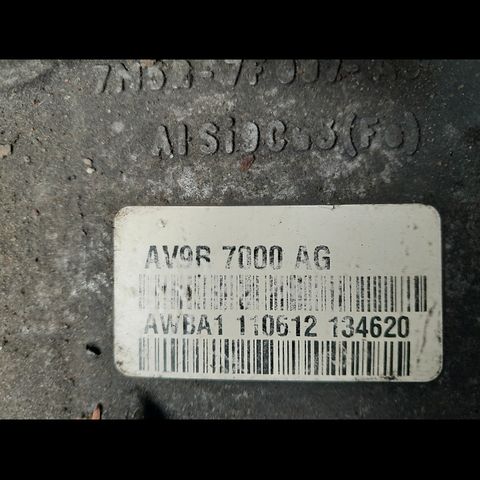 AlSi9Cu3(Fe)
AV9R 7000 AG
AWBA1 110612 134620